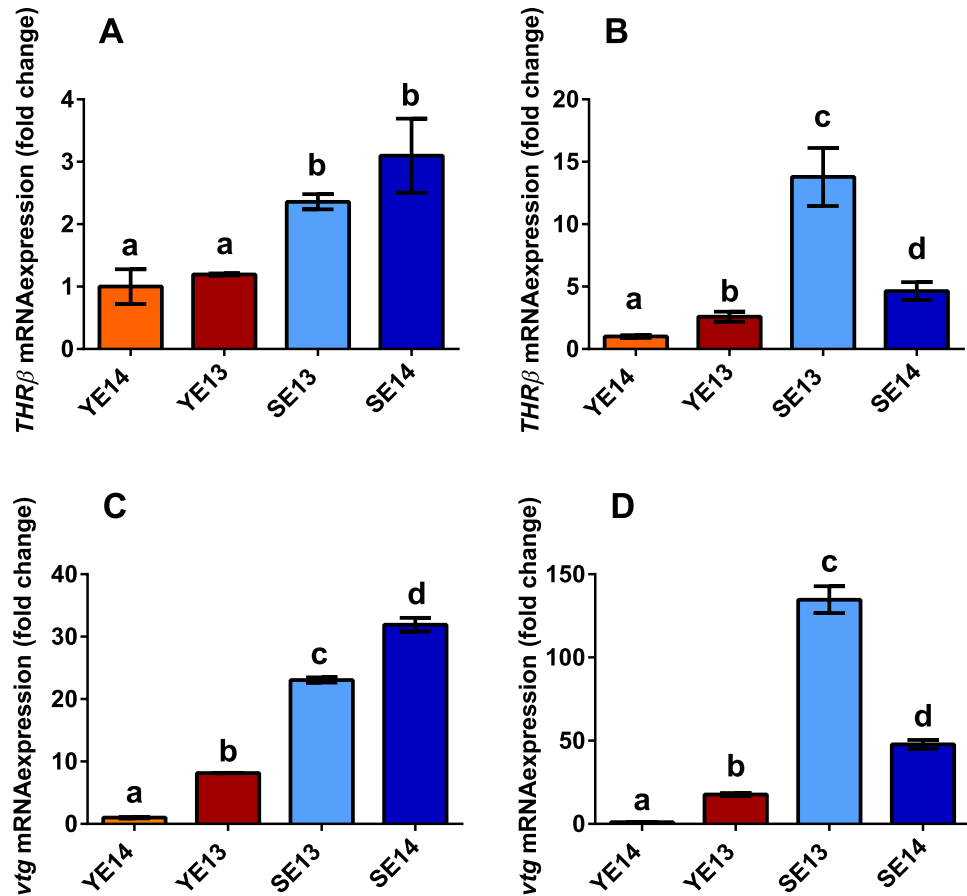 A
THRβ mRNAexpression (fold change)
4
3
2
1
0
a
a
b
b
YE14
YE13
SE13
SE14
B
THRβ mRNAexpression (fold change)
20
15
10
5
0
a
b
c
d
YE14
YE13
SE13
SE14
C
vtg mRNAexpression (fold change)
40
30
20
10
0
a
b
c
d
YE14
YE13
SE13
SE14
D
vtg mRNAexpression (fold change)
150
100
50
0
a
b
c
d
YE14
YE13
SE13
SE14